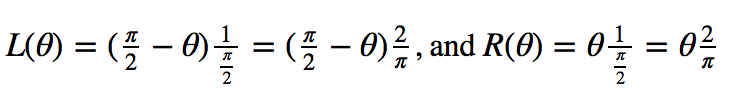 L(θ) = (π/2 − θ) 1/(π/2) = (π/2 − θ) 2/π, and R(θ) = θ 1/(π/2) = θ 2/π